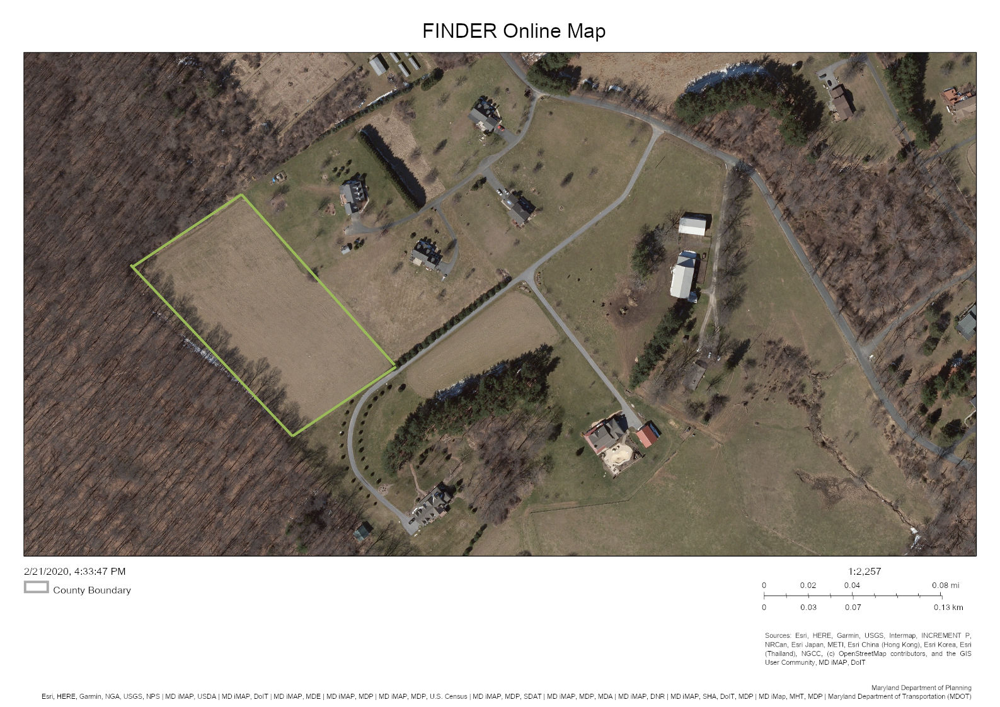 FINDER Online Map
2/21/2020, 4:33:47 PM
County Boundary
1:2,257
0 0.02 0.04 0.08 mi
0 0.03 0.07 0.13 km
Sources: Esri, HERE, Garmin, USGS, Intermap, INCREMENT P,
NRCan, Esri Japan, METI, Esri China (Hong Kong), Esri Korea, Esri
(Thailand), NGCC, (c) OpenStreetMap contributors, and the GIS
User Community, MD iMAP, DoIT
Maryland Department of Planning
Esri, HERE, Garmin, NGA, USGS, NPS | MD iMAP, USDA | MD iMAP, DoIT | MD iMAP, MDE | MD iMAP, MDP | MD iMAP, MDP, U.S. Census | MD iMAP, MDP, SDAT | MD iMAP, MDP, MDA | MD iMAP, DNR | MD iMAP, SHA, DoIT, MDP | MD iMap, MHT, MDP | Maryland Department of Transportation (MDOT)